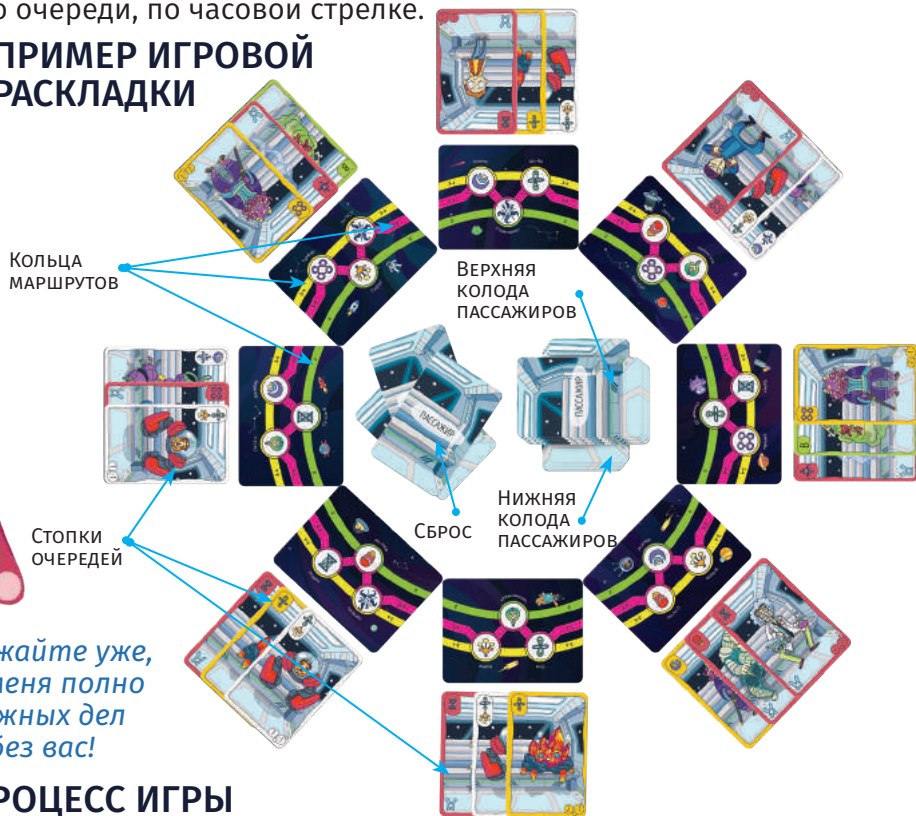 о очереди, по часовой стрелке.
ПРИМЕР ИГРОВОЙ
РАСКЛАДКИ
Кольца
маршрутов
Верхняя
колода
пассажиров
ПАССАЖИР
ПАССАЖИР
Стопки
очередей
Сброс
Нижняя
колода
пассажиров
жайте уже,
меня полно
жных дел
без вас!
РОЦЕСС ИГРЫ